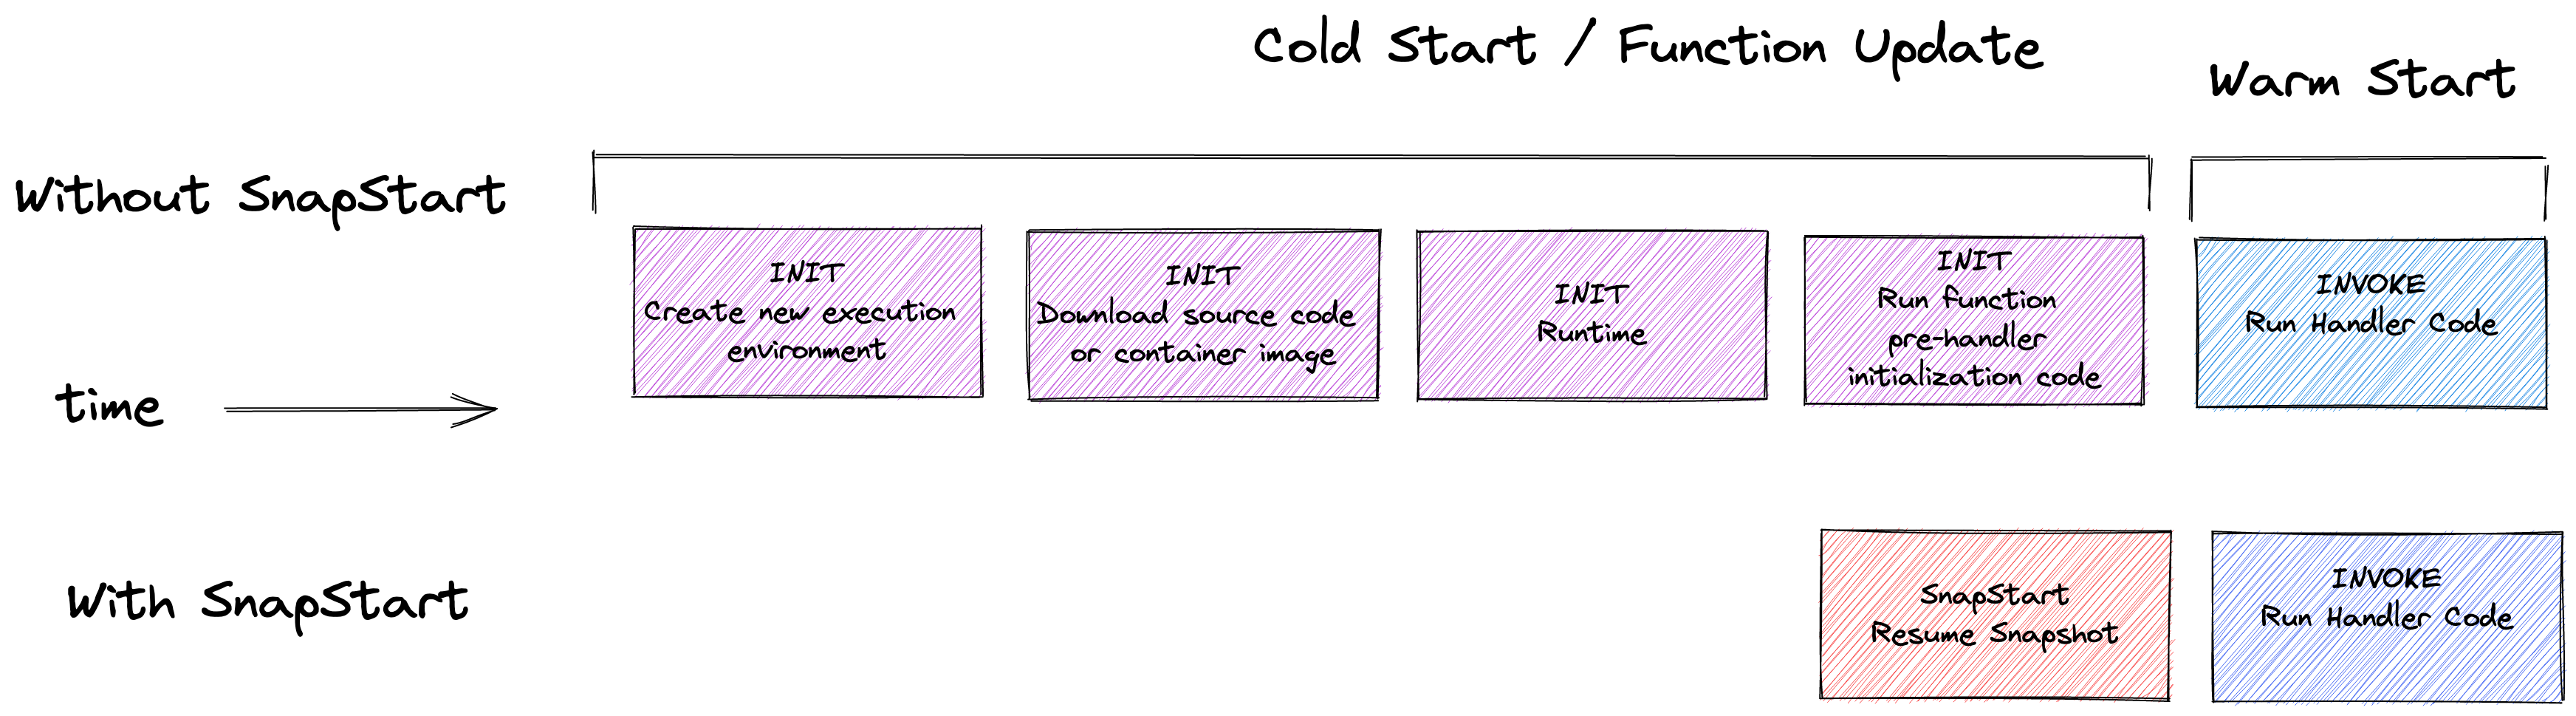 Cold Start / Function Update
Warm Start
Without SnapStart
INIT
Create new execution
environment
INIT
Download source code
or container image
INIT
Runtime
INIT
Run function
pre-handler
initialization code
INVOKE
Run Handler Code
time
With SnapStart
SnapStart
Resume Snapshot
INVOKE
Run Handler Code